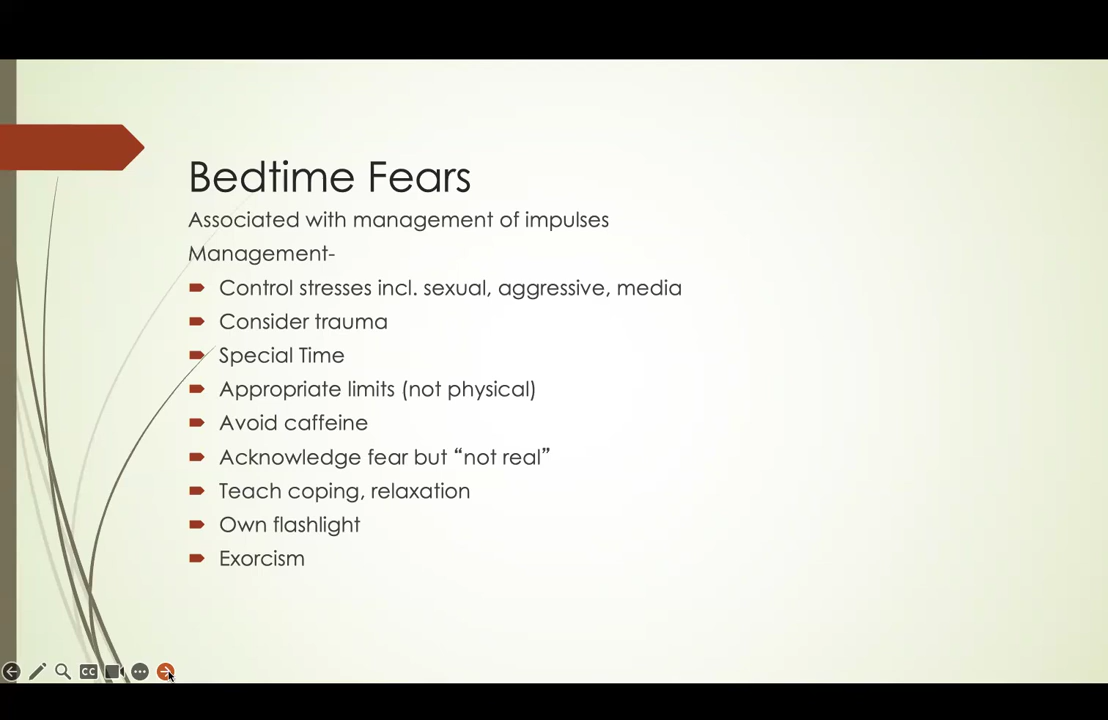 Bedtime Fears
Associated with management of impulses
Management-
Control stresses incl. sexual, aggressive, media
Consider trauma
Special Time
Appropriate limits (not physical)
Avoid caffeine
Acknowledge fear but “not real”
Teach coping, relaxation
Own flashlight
Exorcism
CC